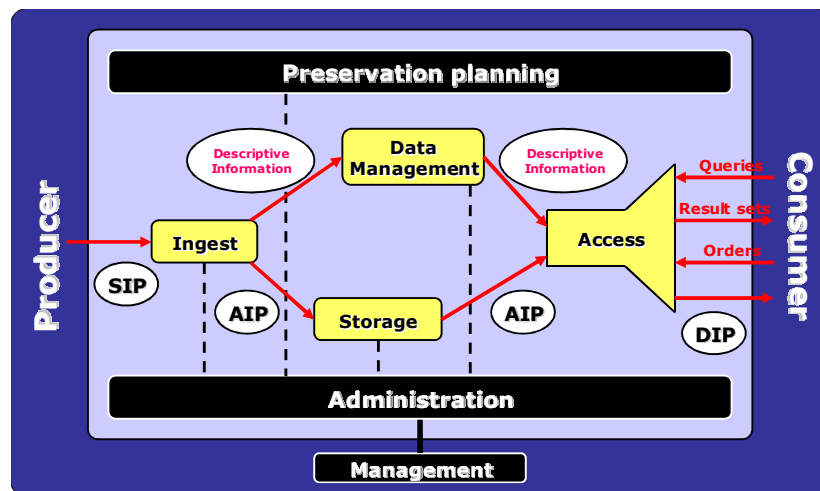 Preservation planning
Producer
SIP
Ingest
Descriptive
Information
AIP
Data
Management
Storage
Descriptive
Information
AIP
Access
Queries
Result sets
Orders
DIP
Consumer
Administration
Management